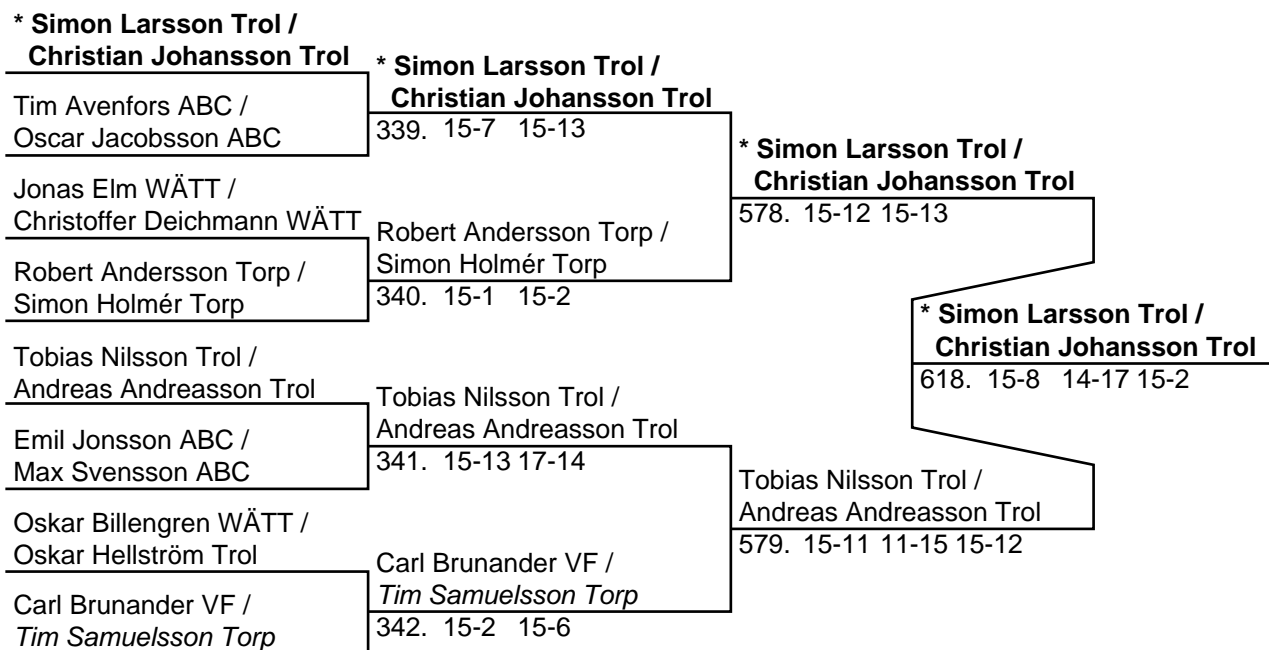 * Simon Larsson Trol /
Christian Johansson Trol
Tim Avenfors ABC /
Oscar Jacobsson ABC
Jonas Elm WÄTT /
Christoffer Deichmann WÄTT
Robert Andersson Torp /
Simon Holmér Torp
Tobias Nilsson Trol /
Andreas Andreasson Trol
Emil Jonsson ABC /
Max Svensson ABC
Oskar Billengren WÄTT /
Oskar Hellström Trol
Carl Brunander VF /
Tim Samuelsson Torp
* Simon Larsson Trol /
Christian Johansson Trol
339. 15-7 15-13
Robert Andersson Torp /
Simon Holmér Torp
340. 15-1 15-2
Tobias Nilsson Trol /
Andreas Andreasson Trol
341. 15-13 17-14
Carl Brunander VF /
Tim Samuelsson Torp
342. 15-2 15-6
* Simon Larsson Trol /
Christian Johansson Trol
578. 15-12 15-13
Tobias Nilsson Trol /
Andreas Andreasson Trol
579. 15-11 11-15 15-12
* Simon Larsson Trol /
Christian Johansson Trol
618. 15-8 14-17 15-2